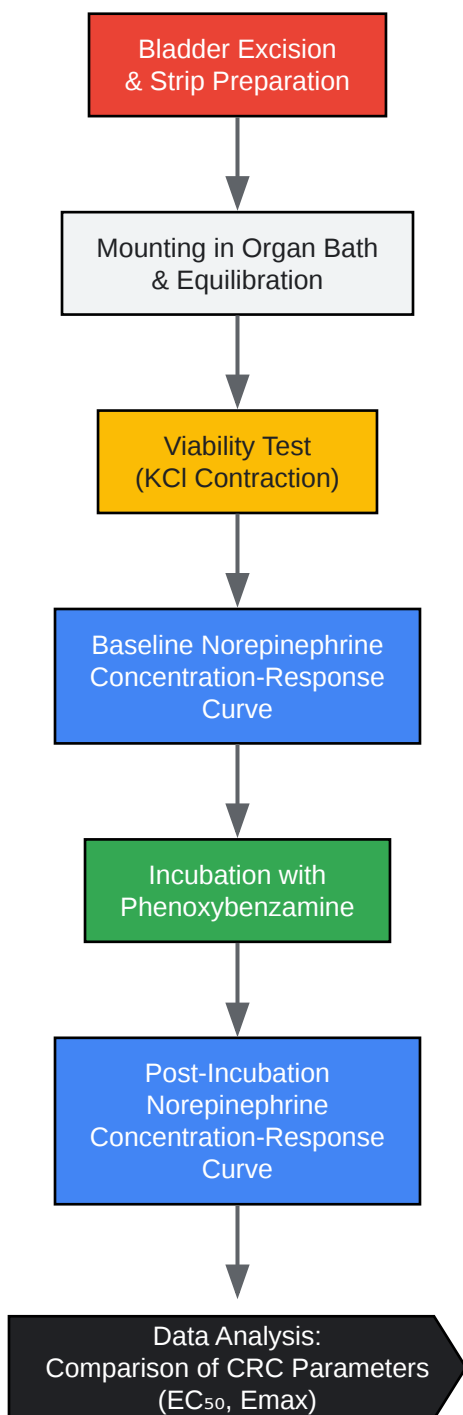 Bladder Excision
& Strip Preparation
Mounting in Organ Bath
& Equilibration
Viability Test
(KCl Contraction)
Baseline Norepinephrine
Concentration-Response
Curve
Incubation with
Phenoxybenzamine
Post-Incubation
Norepinephrine
Concentration-Response
Curve
Data Analysis:
Comparison of CRC Parameters
(EC₅₀, Emax)